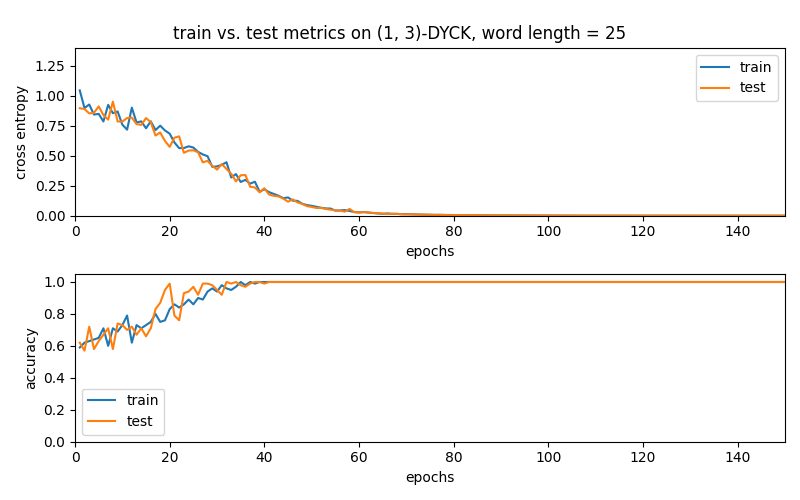 train vs. test metrics on (1, 3)-DYCK, word length = 25
cross entropy
1.25
1.00
0.75
0.50
0.25
0.00
train
test
0 20 40 60 80 100 120 140
epochs
accuracy
1.0
0.8
0.6
0.4
0.2
0.0
train
test
0 20 40 60 80 100 120 140
epochs